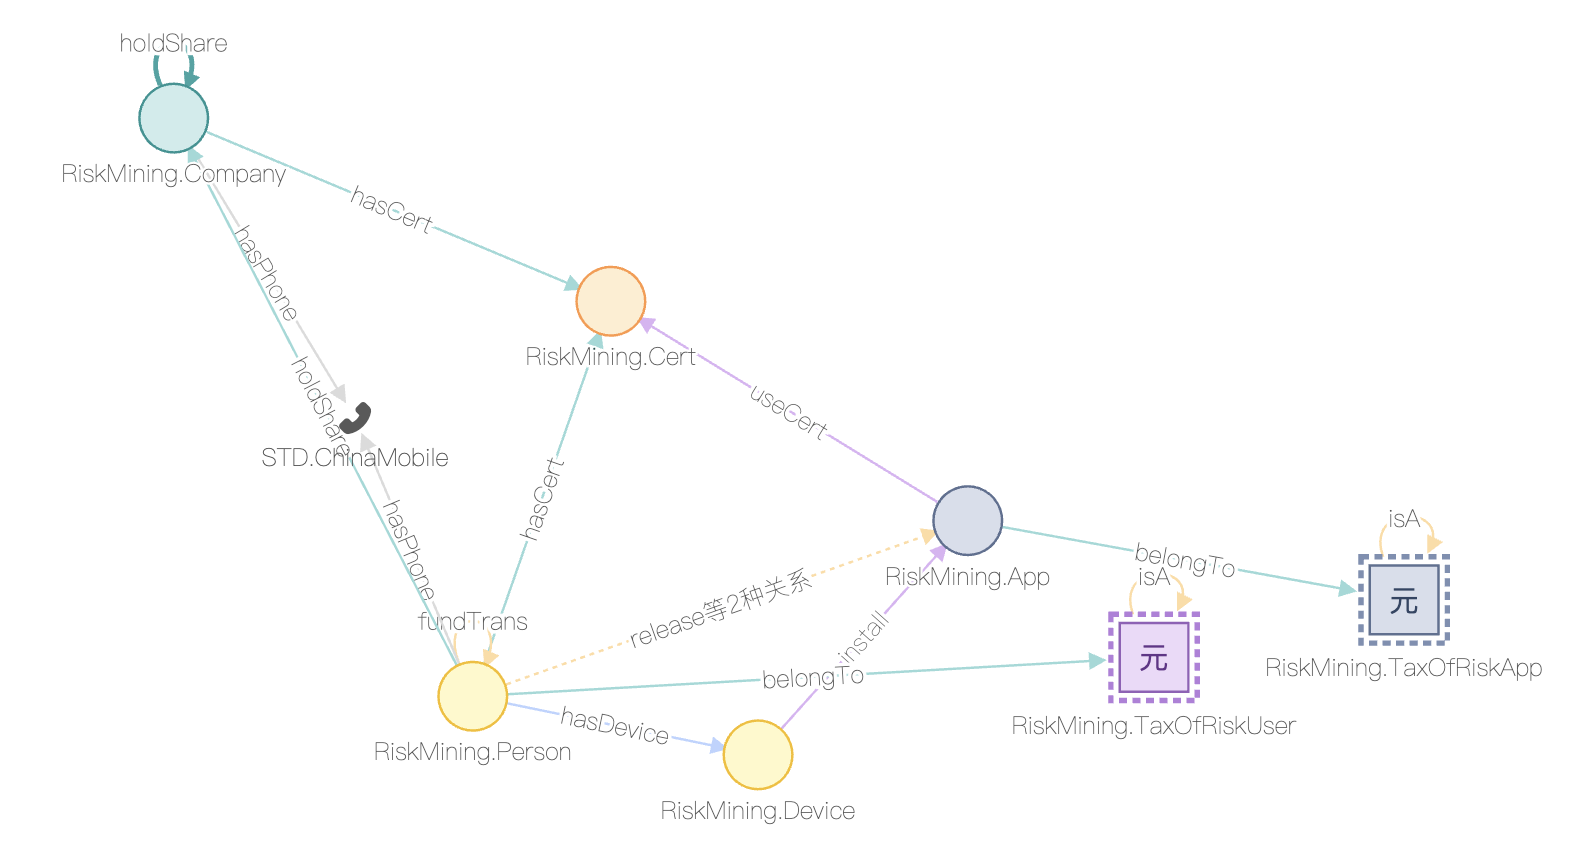 holdShare
RiskMining.Company
hasCert
hasPhone
RiskMining.Cert
holdShare
useCert
STD.ChinaMobile
hasCert
hasPhone
isA
belongTo
RiskMining.App
isA
元
release等2种关系
fundTrans
install
元
RiskMining.TaxOfRiskApp
belongTo
RiskMining.TaxOfRiskUser
hasDevice
RiskMining.Person
RiskMining.Device